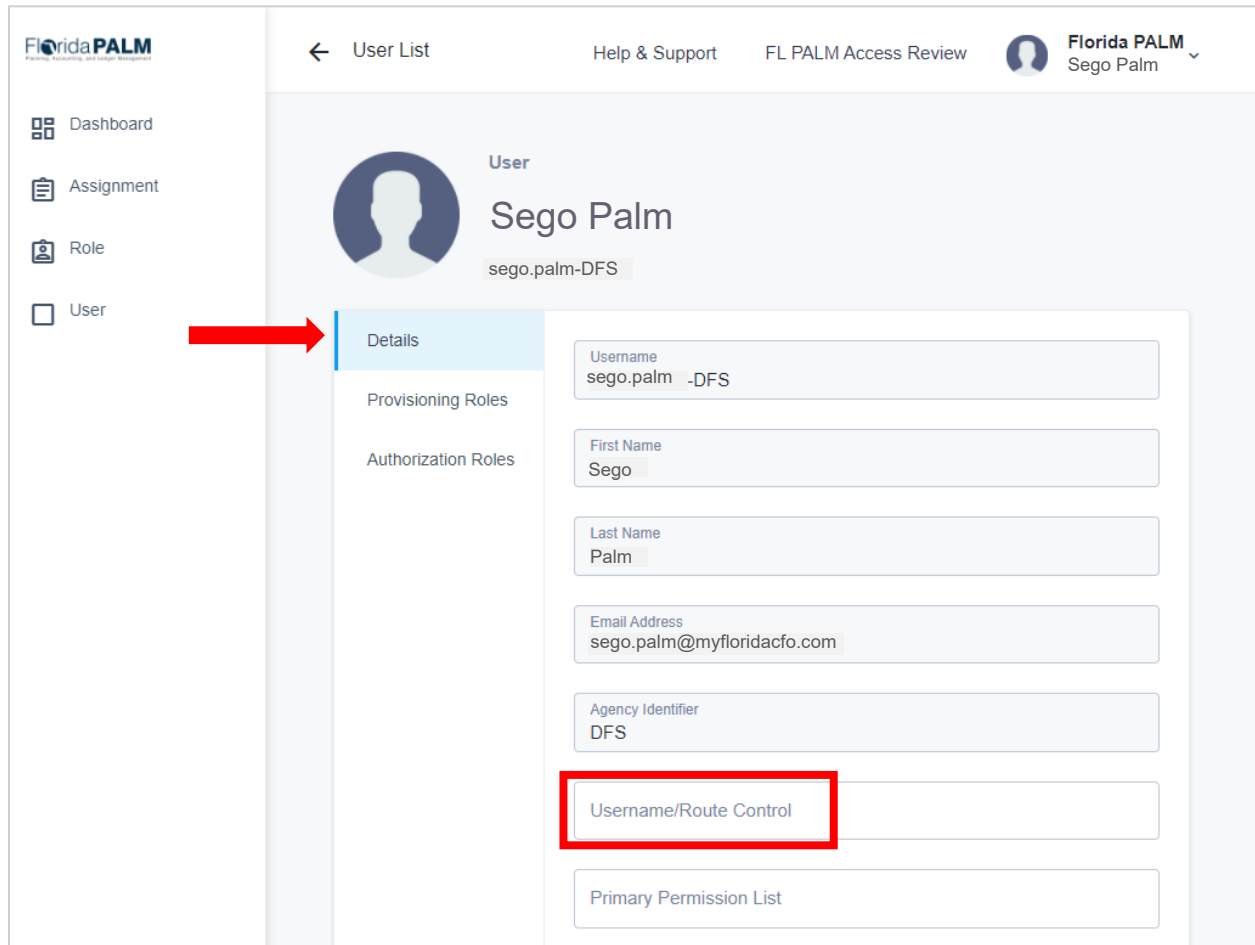 Florida PALM
Planning, Accounting, and Ledger Management
User List
Help & Support
FL PALM Access Review
Florida PALM
Sego Palm
Dashboard
Assignment
Role
User
User
Sego Palm
sego.palm-DFS
Details
Provisioning Roles
Authorization Roles
Username
sego.palm -DFS
First Name
Sego
Last Name
Palm
Email Address
sego.palm@myfloridacfo.com
Agency Identifier
DFS
Username/Route Control
Primary Permission List